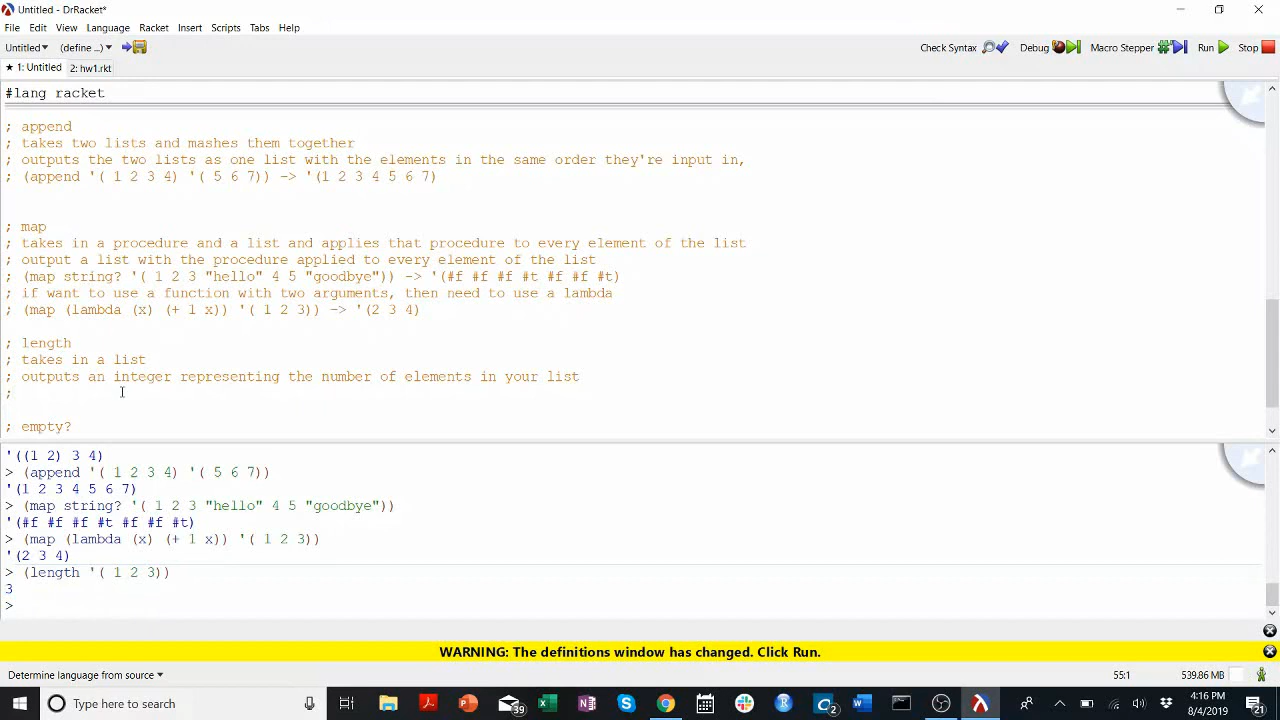 Untitled - DrRacket*
File Edit View Language Racket Insert Scripts Tabs Help
Untitled (define ...) Check Syntax Debug Macro Stepper Run Stop
★ 1: Untitled 2: hw1.rkt
#lang racket
; append
; takes two lists and mashes them together
; outputs the two lists as one list with the elements in the same order they're input in,
; (append '( 1 2 3 4) '( 5 6 7)) -> '(1 2 3 4 5 6 7)
; map
; takes in a procedure and a list and applies that procedure to every element of the list
; output a list with the procedure applied to every element of the list
; (map string? '( 1 2 3 "hello" 4 5 "goodbye")) -> '(#f #f #f #t #f #f #t)
; if want to use a function with two arguments, then need to use a lambda
; (map (lambda (x) (+ 1 x)) '( 1 2 3)) -> '(2 3 4)
; length
; takes in a list
; outputs an integer representing the number of elements in your list
;
; empty?
'((1 2) 3 4)
> (append '( 1 2 3 4) '( 5 6 7))
'(1 2 3 4 5 6 7)
> (map string? '( 1 2 3 "hello" 4 5 "goodbye"))
'(#f #f #f #t #f #f #t)
> (map (lambda (x) (+ 1 x)) '( 1 2 3))
'(2 3 4)
> (length '( 1 2 3))
3
>
WARNING: The definitions window has changed. Click Run.
Determine language from source 55:1 539.86 MB
Type here to search 39 2 4:16 PM
8/4/2019 21